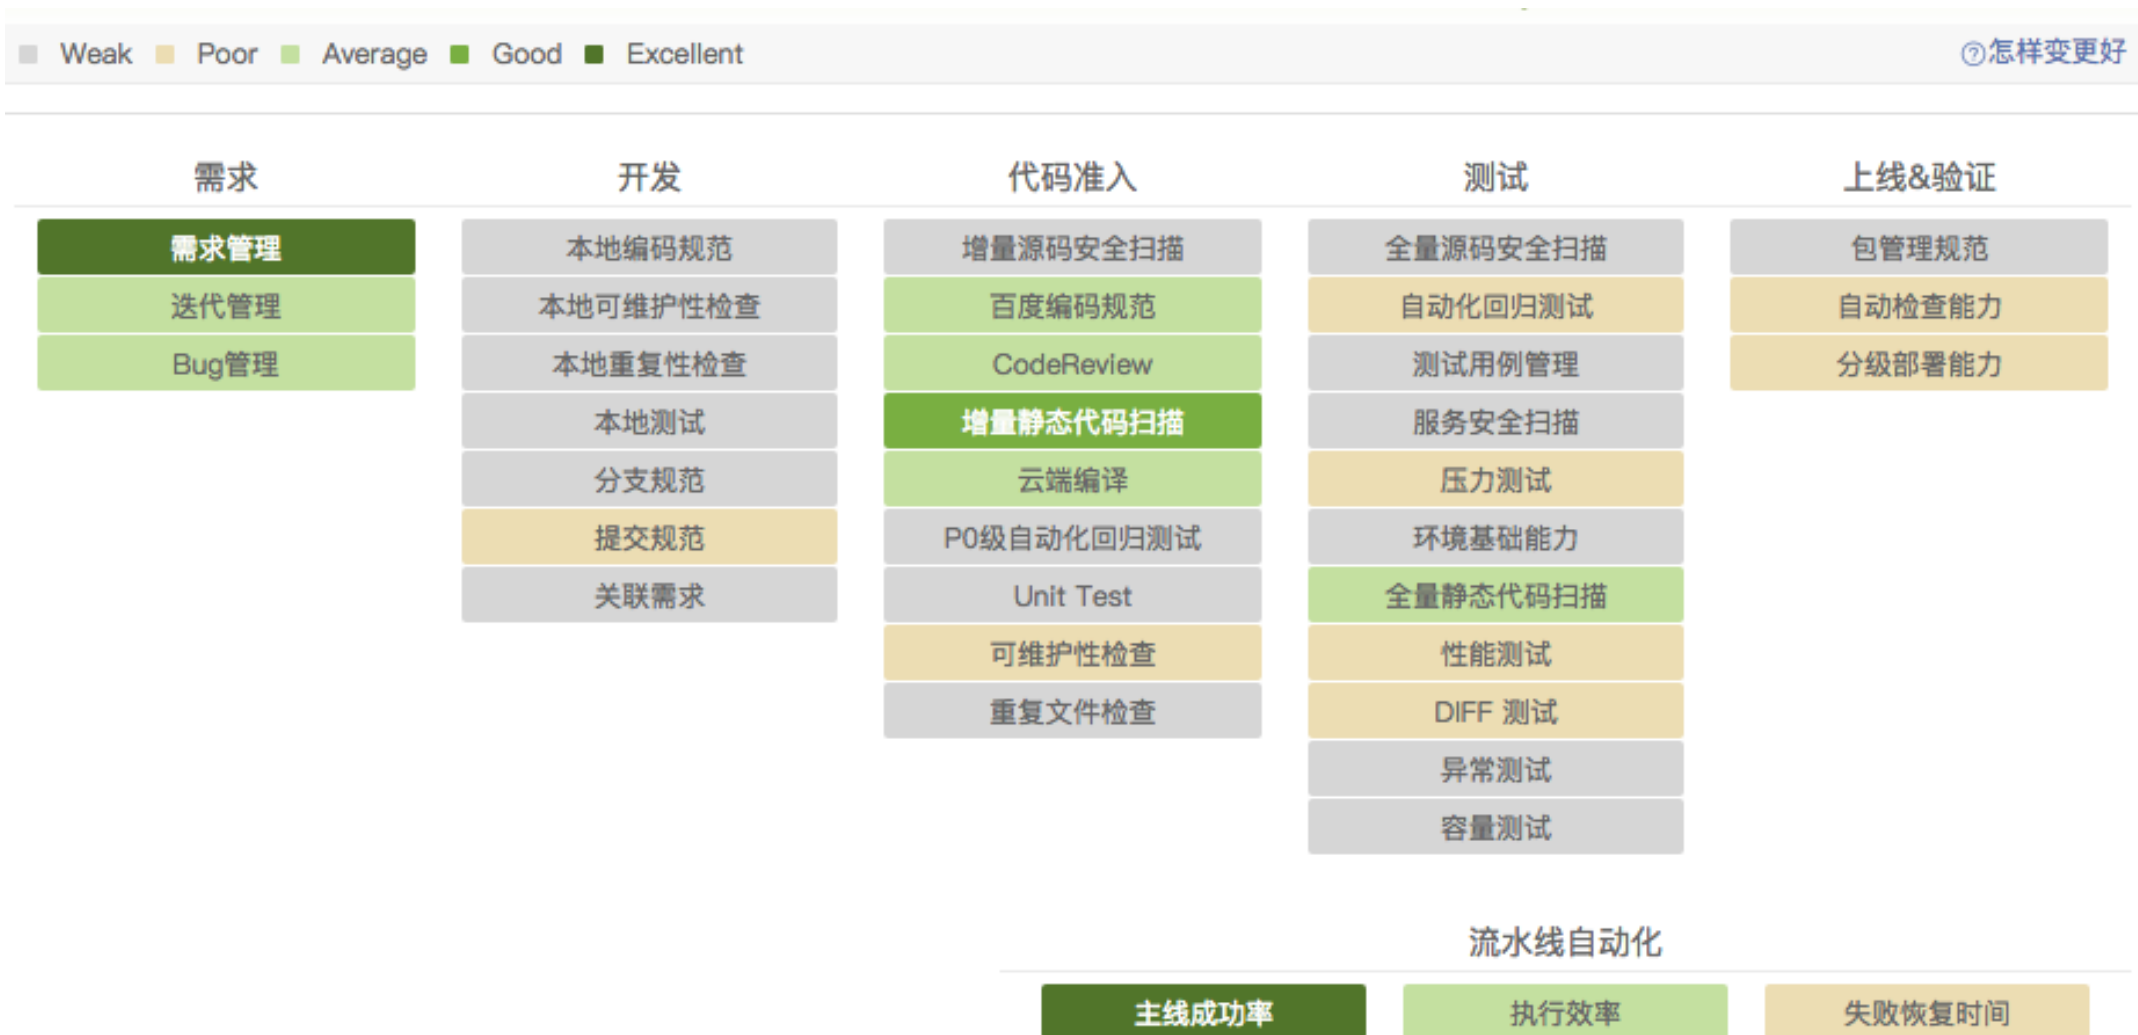 Weak Poor Average Good Excellent ?怎样变更好
需求 开发 代码准入 测试 上线&验证
需求管理 本地编码规范 增量源码安全扫描 全量源码安全扫描 包管理规范
迭代管理 本地可维护性检查 百度编码规范 自动化回归测试 自动检查能力
Bug管理 本地重复性检查 CodeReview 测试用例管理 分级部署能力
本地测试 增量静态代码扫描 服务安全扫描
分支规范 云端编译 压力测试
提交规范 P0级自动化回归测试 环境基础能力
关联需求 Unit Test 全量静态代码扫描
可维护性检查 性能测试
重复文件检查 DIFF 测试
异常测试
容量测试
流水线自动化
主线成功率 执行效率 失败恢复时间